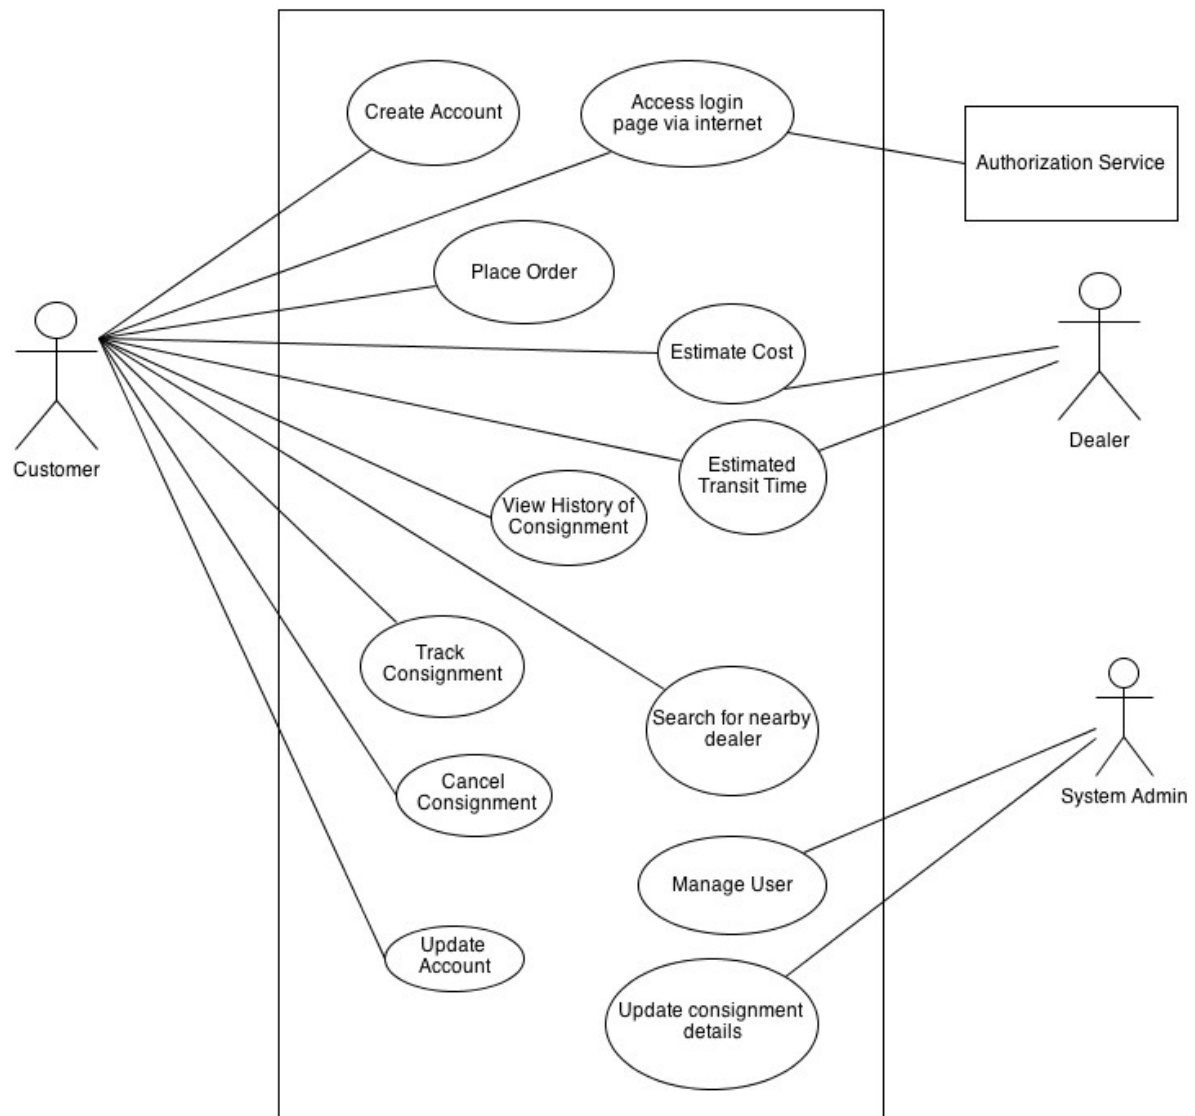 Create Account
Access login
page via internet
Authorization Service
Place Order
Estimate Cost
Dealer
Customer
Estimated
Transit Time
View History of
Consignment
Track
Consignment
Search for nearby
dealer
Cancel
Consignment
System Admin
Manage User
Update
Account
Update consignment
details